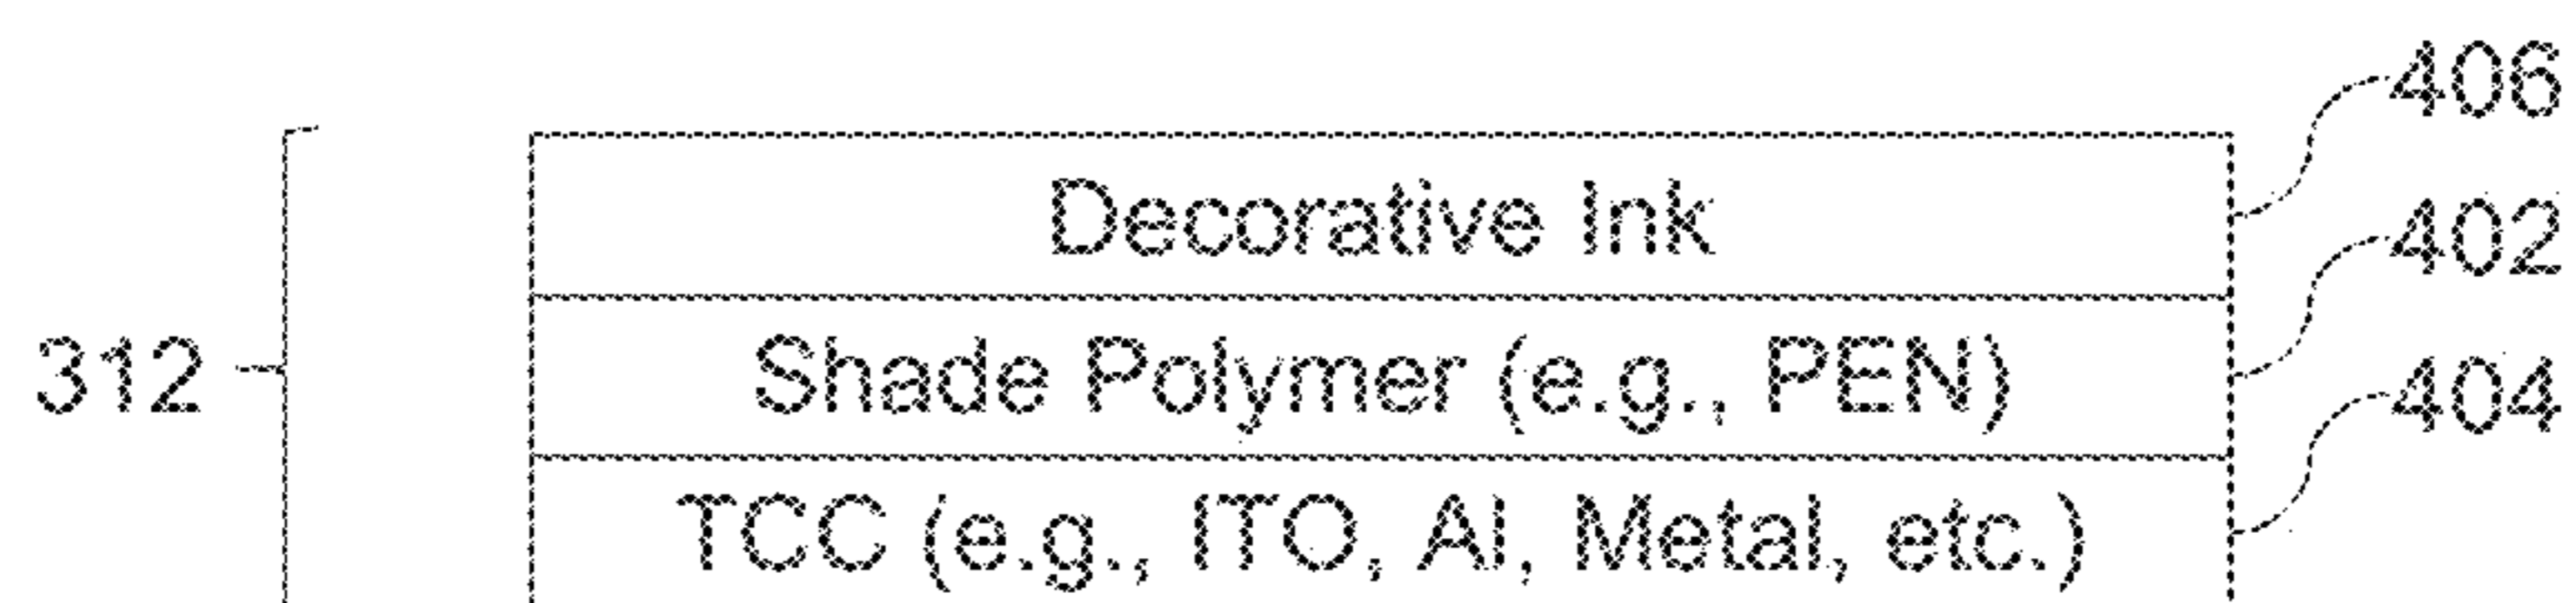 406
Decorative Ink
402
312
Shade Polymer (e.g., PEN)
404
TCC (e.g., ITO, Al, Metal, etc.)